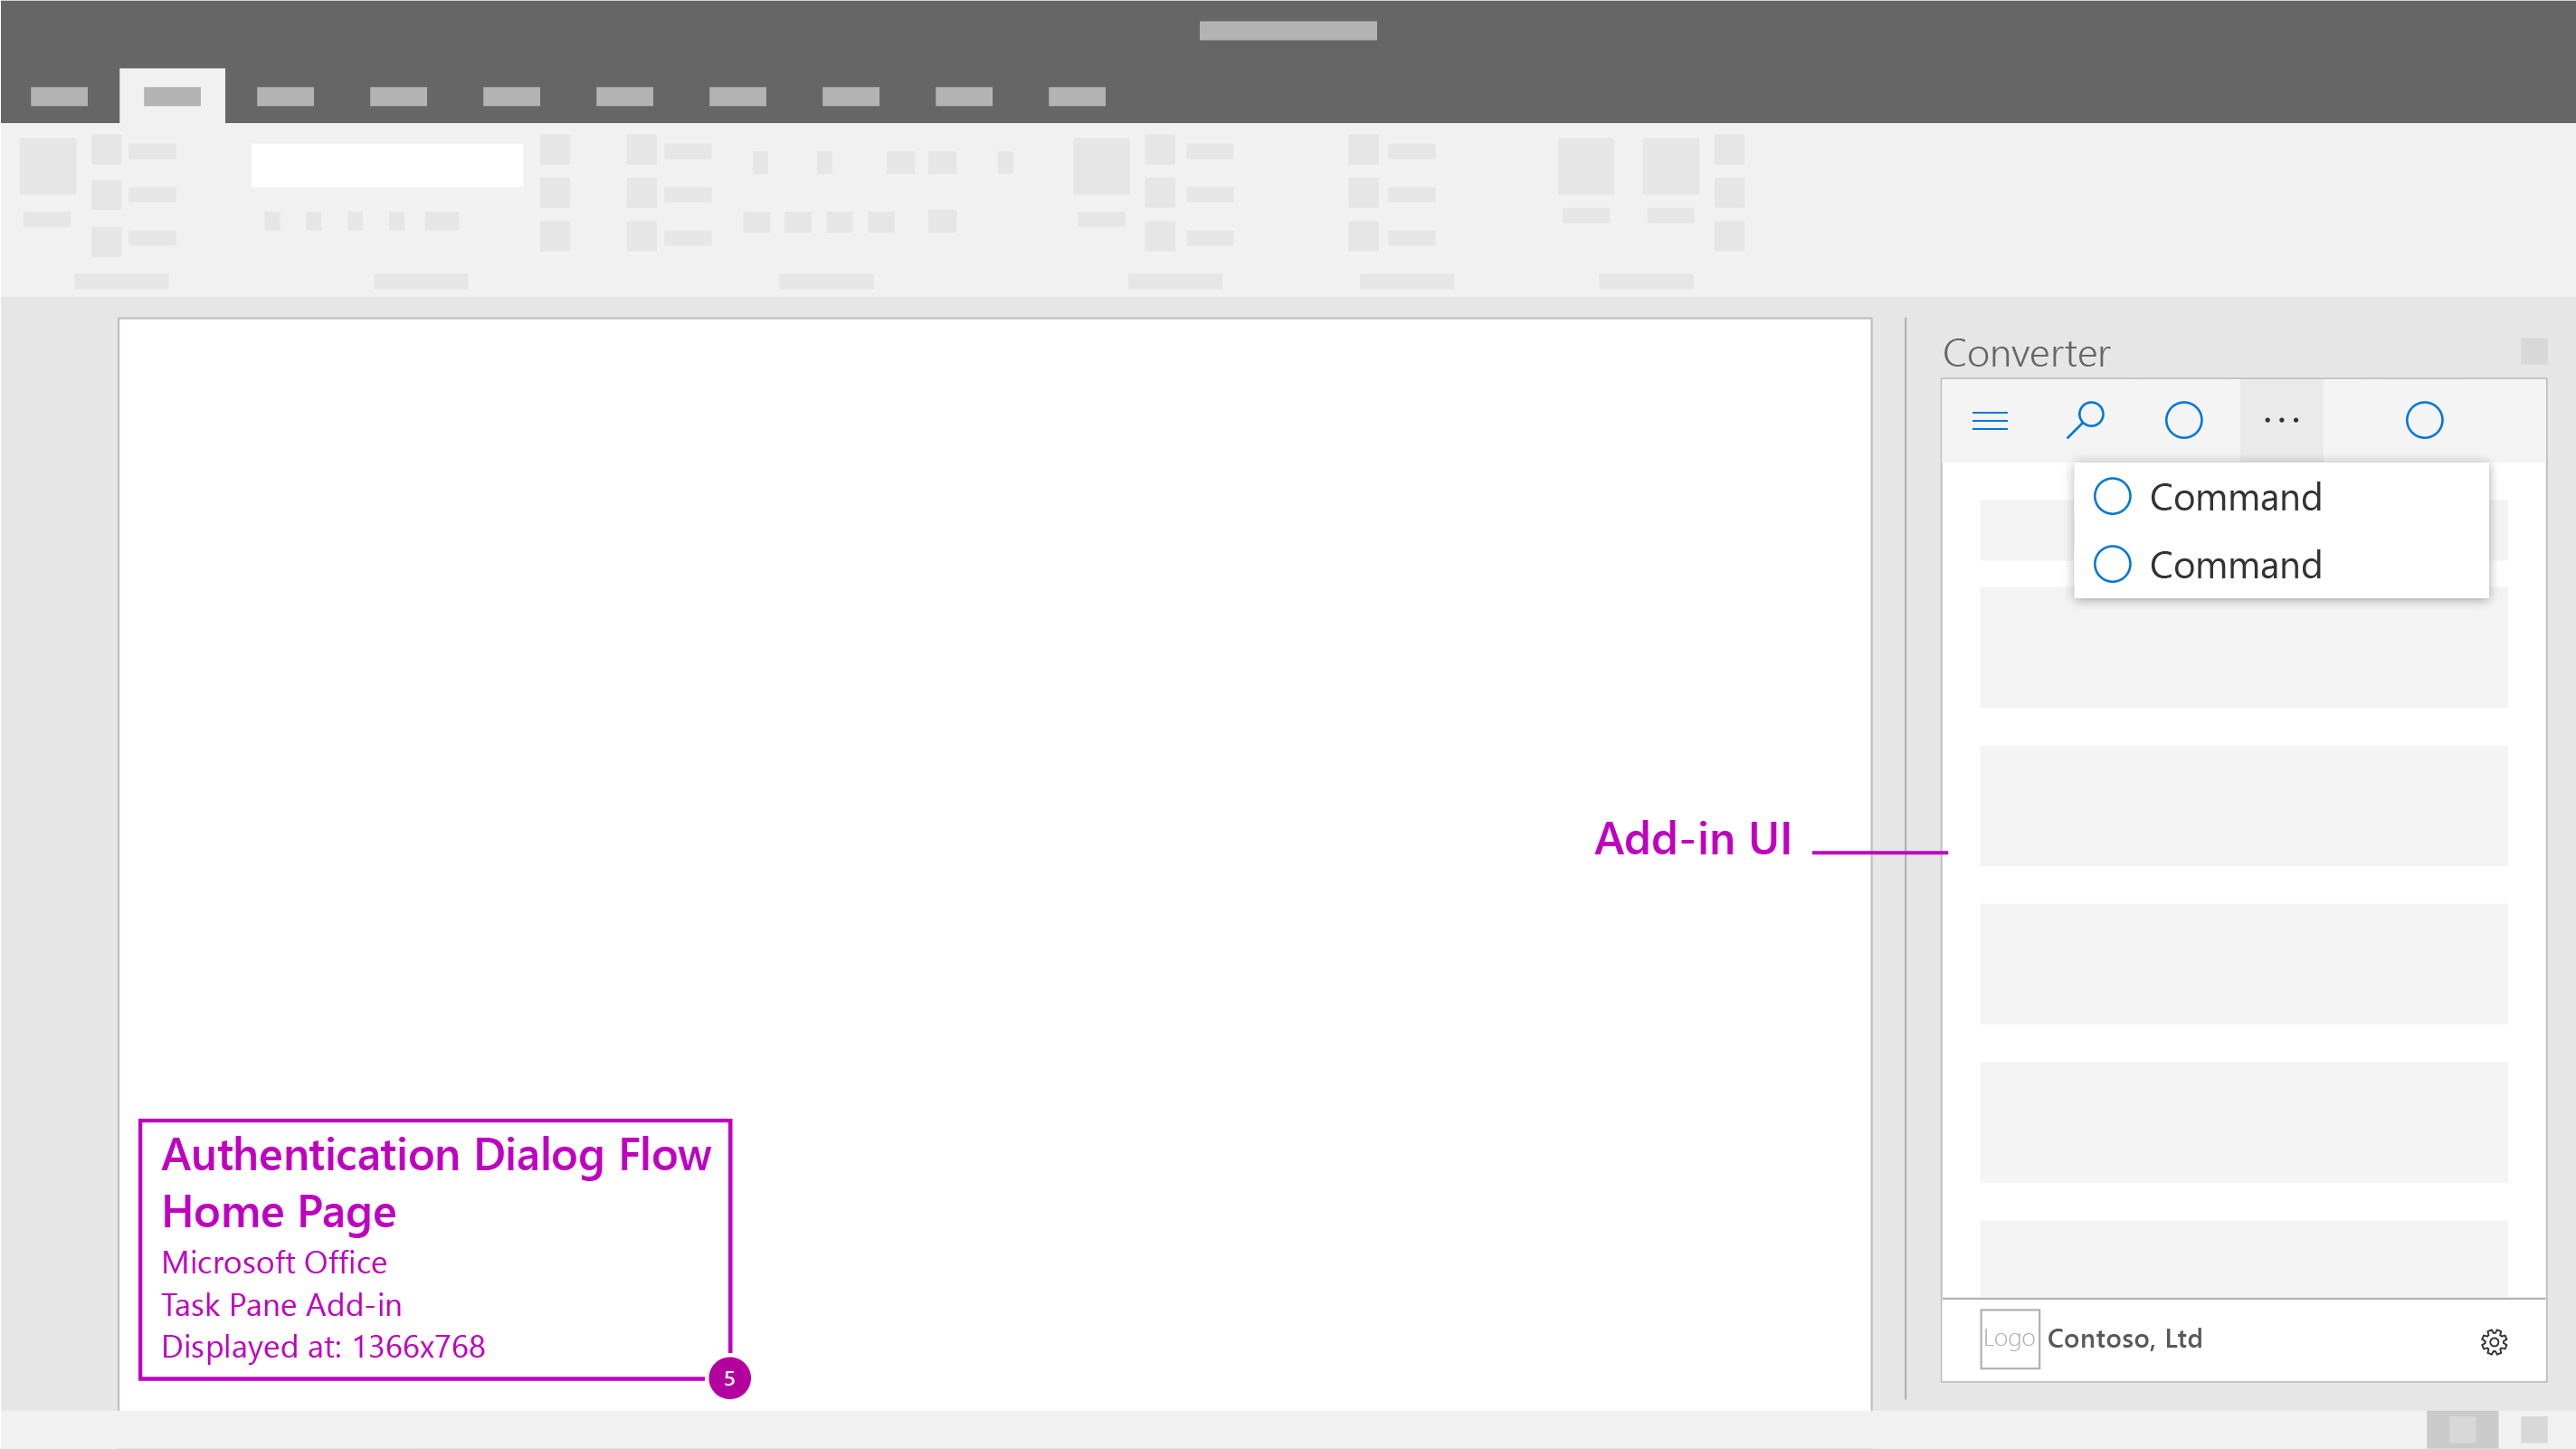 Converter
Command
Command
Add-in UI
Authentication Dialog Flow
Home Page
Microsoft Office
Task Pane Add-in
Displayed at: 1366x768
5
Logo
Contoso, Ltd